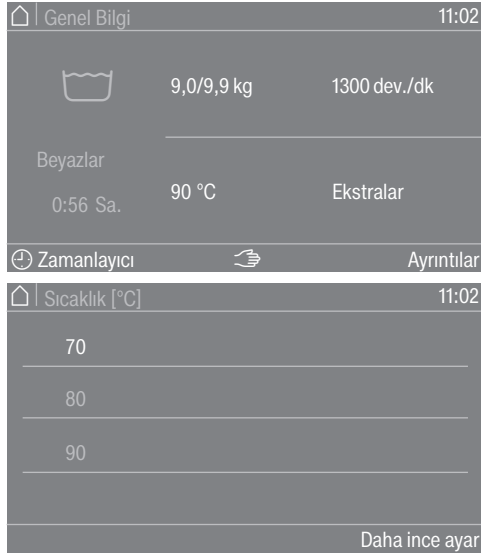 Genel Bilgi 11:02
9,0/9,9 kg 1300 dev./dk
Beyazlar
90 °C Ekstralar
0:56 Sa.
Zamanlayıcı Ayrıntılar
Sıcaklık [°C] 11:02
70
80
90
Daha ince ayar